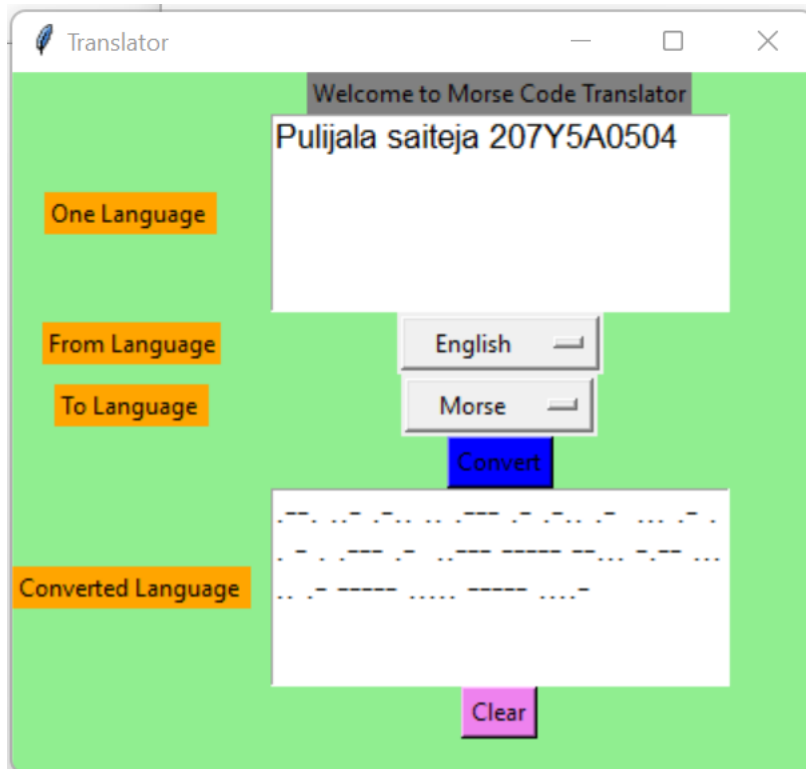 Translator
Welcome to Morse Code Translator
Pulijala saiteja 207Y5A0504
One Language
From Language
English
To Language
Morse
Convert
.--. ..- .-.. .. .--- .- .-.. .-  ... .- .
. - . .--- .-  ..--- ----- --... -.-- ...
.. .- ----- ..... ----- ....-
Converted Language
Clear